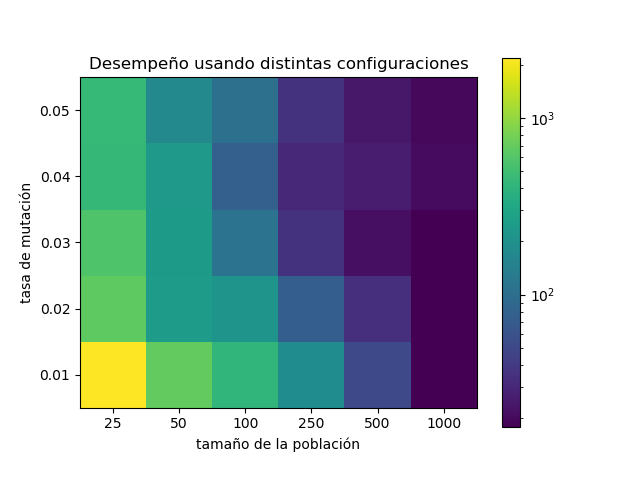 Desempeño usando distintas configuraciones
0.05
0.04
0.03
0.02
0.01
tasa de mutación
25 50 100 250 500 1000
tamaño de la población
10³
10²